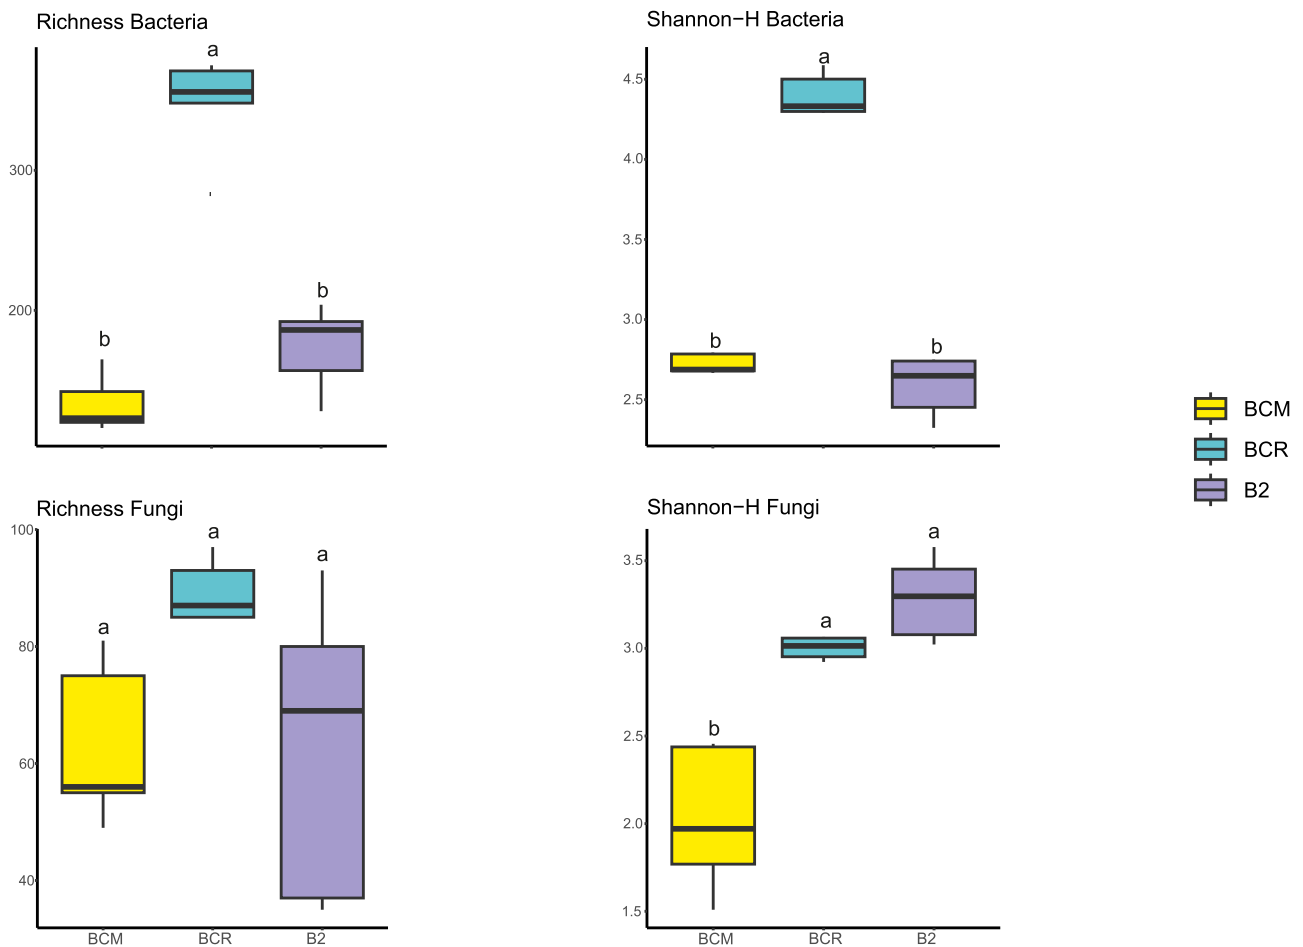 Richness Bacteria
a
300
200
b
b
Shannon−H Bacteria
a
4.5
4.0
3.5
3.0
2.5
b
b
BCM
BCR
B2
Richness Fungi
100
80
60
40
a
a
a
BCM
BCR
B2
Shannon−H Fungi
3.5
3.0
2.5
2.0
1.5
b
a
a
BCM
BCR
B2